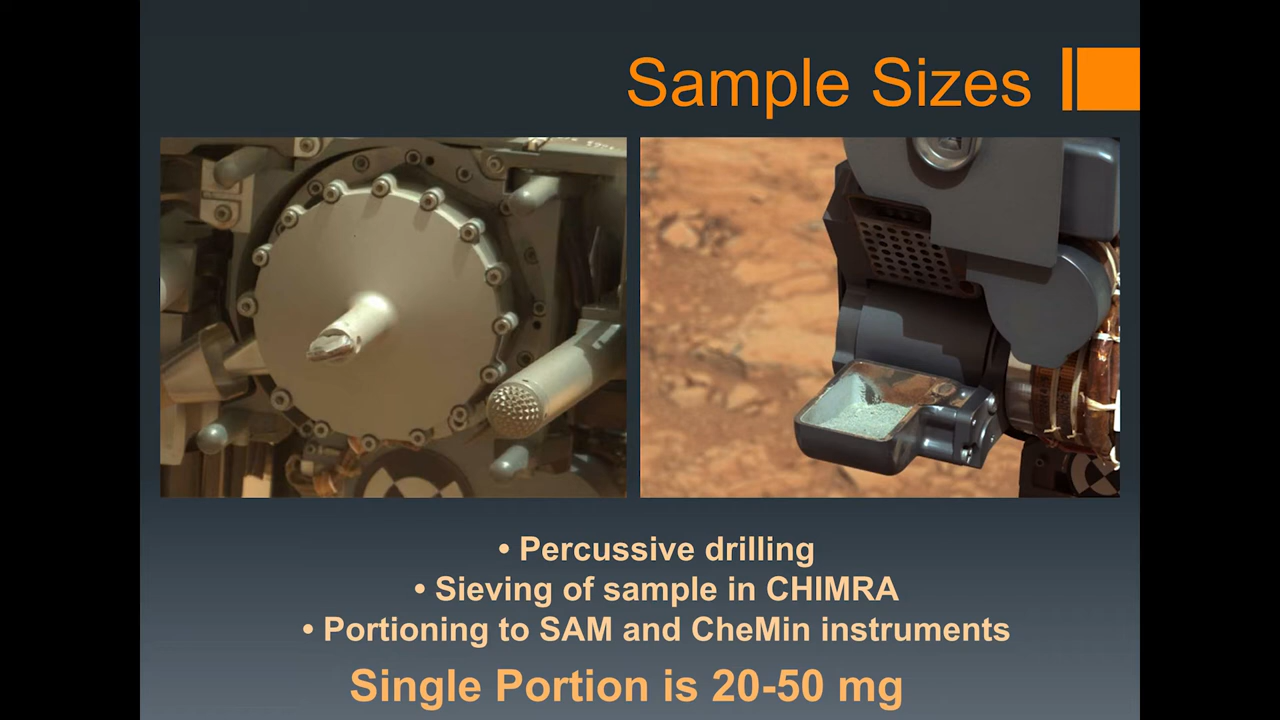 Sample Sizes
• Percussive drilling
• Sieving of sample in CHIMRA
• Portioning to SAM and CheMin instruments
Single Portion is 20-50 mg